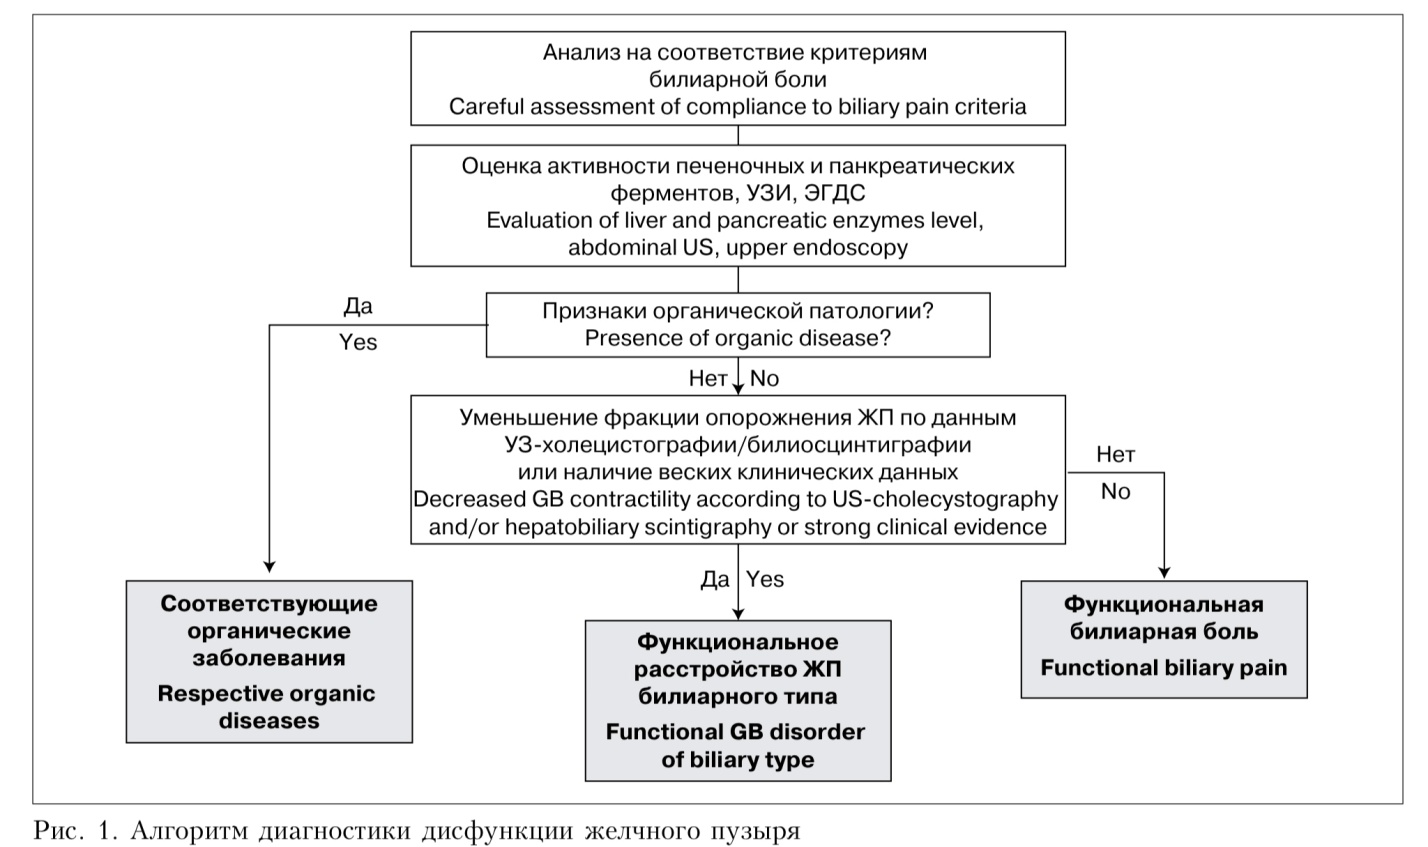 Анализ на соответствие критериям
билиарной боли
Careful assessment of compliance to biliary pain criteria
Оценка активности печеночных и панкреатических
ферментов, УЗИ, ЭГДС
Evaluation of liver and pancreatic enzymes level,
abdominal US, upper endoscopy
Да
Yes
Признаки органической патологии?
Presence of organic disease?
Нет No
Уменьшение фракции опорожнения ЖП по данным
УЗ-холецистографии/билиосцинтиграфии
или наличие веских клинических данных
Decreased GB contractility according to US-cholecystography
and/or hepatobiliary scintigraphy or strong clinical evidence
Нет
No
Да Yes
Соответствующие
органические
заболевания
Respective organic
diseases
Функциональное
расстройство ЖП
билиарного типа
Functional GB disorder
of biliary type
Функциональная
билиарная боль
Functional biliary pain
Рис. 1. Алгоритм диагностики дисфункции желчного пузыря